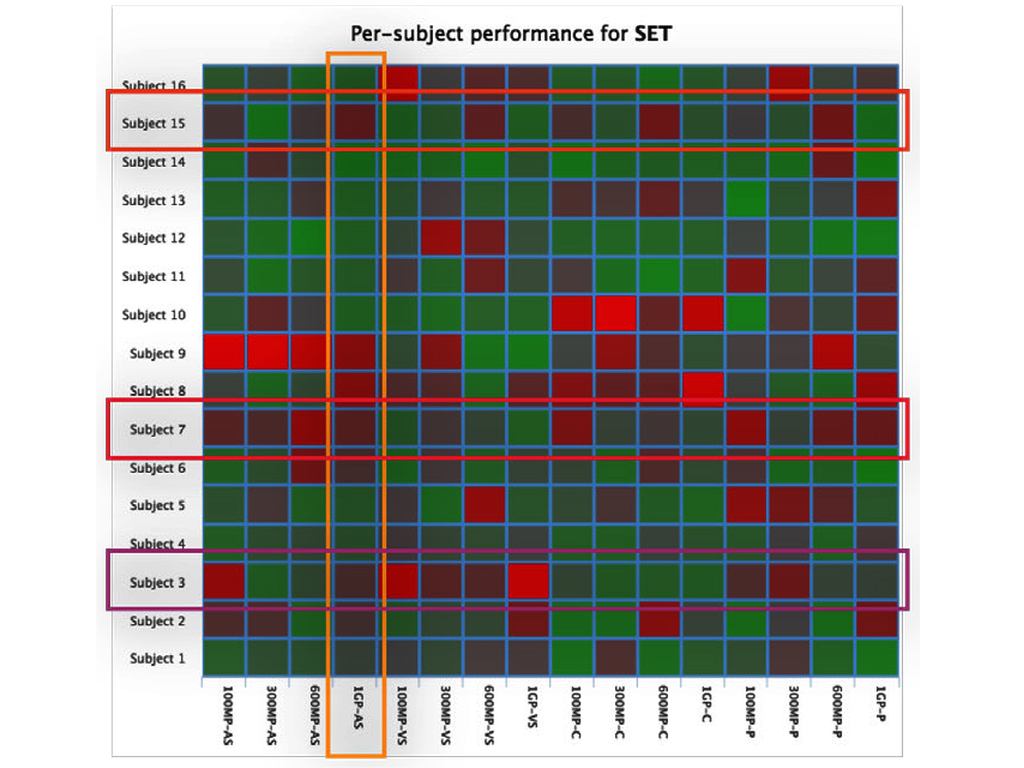 Per-subject performance for SET
Subject 16
Subject 15
Subject 14
Subject 13
Subject 12
Subject 11
Subject 10
Subject 9
Subject 8
Subject 7
Subject 6
Subject 5
Subject 4
Subject 3
Subject 2
Subject 1
100MP-AS
300MP-AS
600MP-AS
1GP-AS
100MP-VS
300MP-VS
600MP-VS
1GP-VS
100MP-C
300MP-C
600MP-C
1GP-C
100MP-P
300MP-P
600MP-P
1GP-P